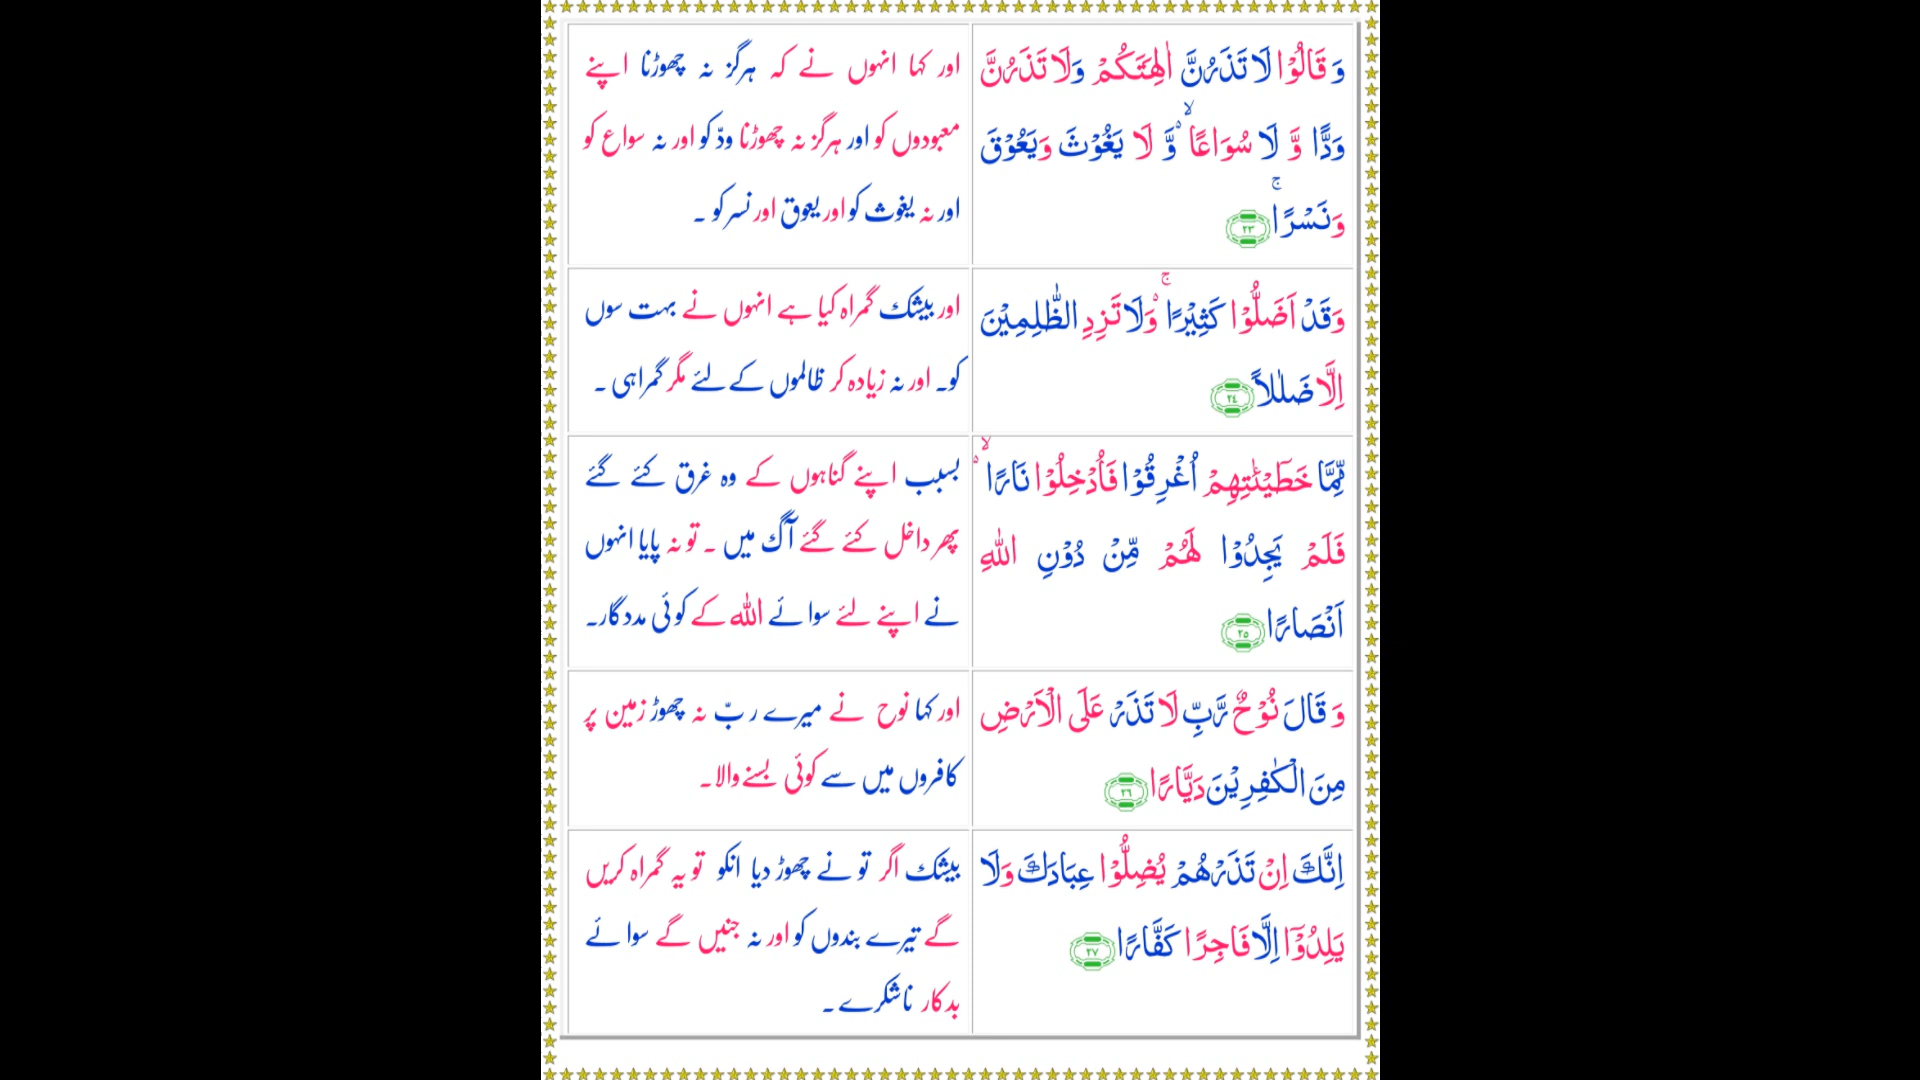 وَ قَالُوْا لَا تَذَرُنَّ اٰلِهَتَكُمْ وَلَا تَذَرُنَّ
وَدًّا وَّ لَا سُوَاعًا ۙ۬ وَّ لَا يَغُوْثَ وَيَعُوْقَ
وَنَسْرًا ۚ ﴿٢٣﴾
اور کہا انہوں نے کہ ہرگز نہ چھوڑنا اپنے
معبودوں کو اور ہرگز نہ چھوڑنا ودّ کو اور نہ سواع کو
اور نہ یغوث کو اور یعوق اور نسر کو ۔
وَقَدْ اَضَلُّوْا كَثِيْرًا ۚ۬ وَلَا تَزِدِ الظّٰلِمِيْنَ
اِلَّا ضَلٰلاً ﴿٢٤﴾
اور بیشک گمراہ کیا ہے انہوں نے بہت سوں
کو۔ اور نہ زیادہ کر ظالموں کے لئے مگر گمراہی ۔
مِّمَّا خَطِيْٓئٰتِهِمْ اُغْرِقُوْا فَاُدْخِلُوْا نَارًا ۙ۬
فَلَمْ يَجِدُوْا لَهُمْ مِّنْ دُوْنِ اللّٰهِ
اَنْصَارًا ﴿٢٥﴾
بسبب اپنے گناہوں کے وہ غرق کئے گئے
پھر داخل کئے گئے آگ میں ۔ تو نہ پایا انہوں
نے اپنے لئے سوائے اللہ کے کوئی مددگار۔
وَ قَالَ نُوْحٌ رَّبِّ لَا تَذَرْ عَلَى الْاَرْضِ
مِنَ الْكٰفِرِيْنَ دَيَّارًا ﴿٢٦﴾
اور کہا نوح نے میرے ربّ نہ چھوڑ زمین پر
کافروں میں سے کوئی بسنے والا۔
اِنَّكَ اِنْ تَذَرْهُمْ يُضِلُّوْا عِبَادَكَ وَلَا
يَلِدُوْٓا اِلَّا فَاجِرًا كَفَّارًا ﴿٢٧﴾
بیشک اگر تو نے چھوڑ دیا انکو تو یہ گمراہ کریں
گے تیرے بندوں کو اور نہ جنیں گے سوائے
بدکار ناشکرے ۔